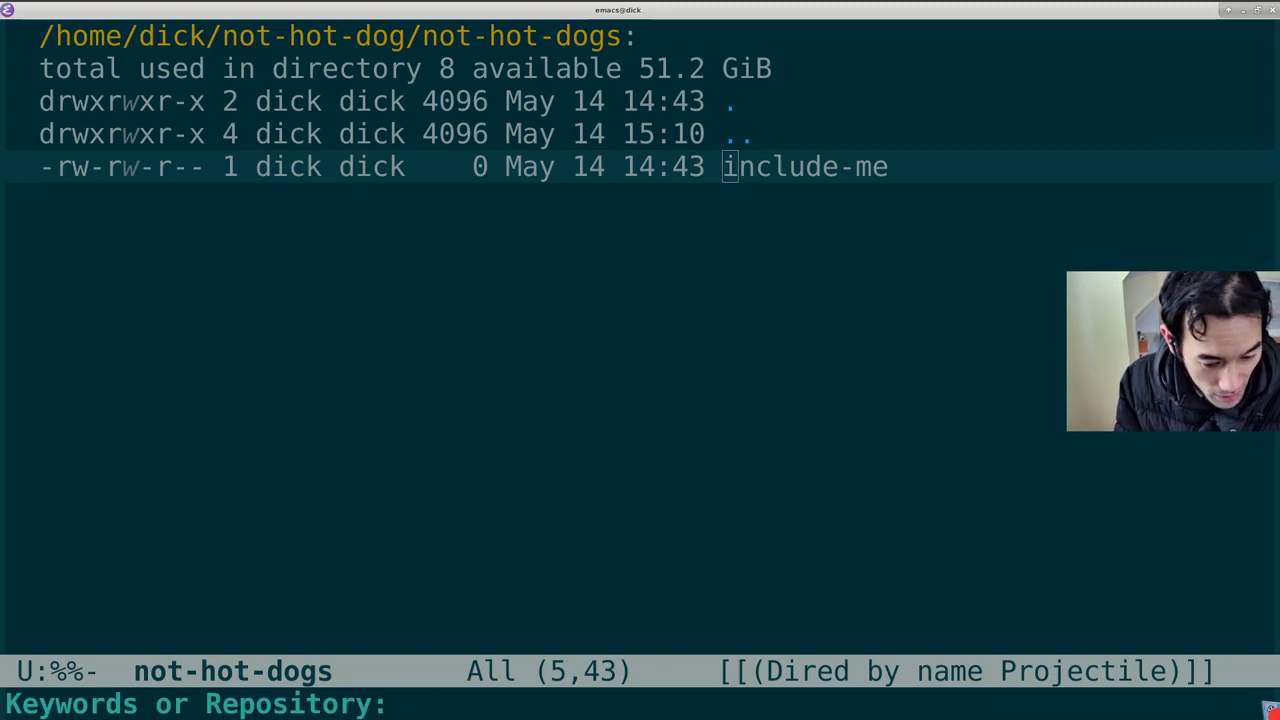 emacs@dick
/home/dick/not-hot-dog/not-hot-dogs:
total used in directory 8 available 51.2 GiB
drwxrwxr-x 2 dick dick 4096 May 14 14:43 .
drwxrwxr-x 4 dick dick 4096 May 14 15:10 ..
-rw-rw-r-- 1 dick dick    0 May 14 14:43 include-me
U:%%-  not-hot-dogs        All (5,43)     [[(Dired by name Projectile)]]
Keywords or Repository: